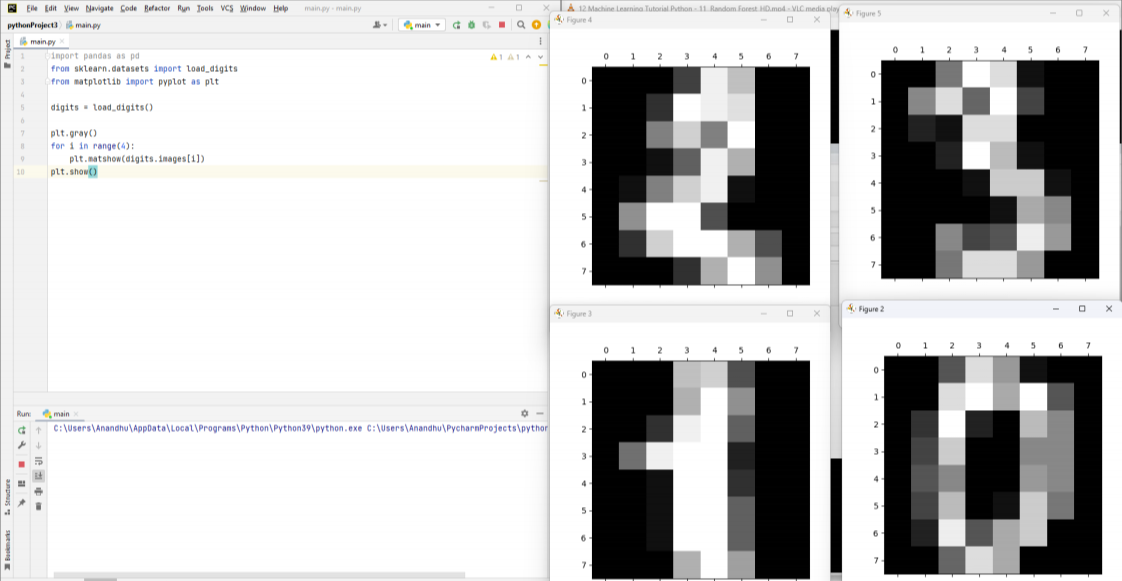 File Edit View Navigate Code Refactor Run Tools VCS Window Help main.py - main.py
pythonProject3 main.py
main
Project
main.py
1 import pandas as pd
2 from sklearn.datasets import load_digits
3 from matplotlib import pyplot as plt
4
5 digits = load_digits()
6
7 plt.gray()
8 for i in range(4):
9 plt.matshow(digits.images[i])
10 plt.show()
1 1
Run: main
C:\Users\Anandhu\AppData\Local\Programs\Python\Python39\python.exe C:\Users\Anandhu\PycharmProjects\python
Structure
Bookmarks
12 Machine Learning Tutorial Python - 11 Random Forest_HD.mp4 - VLC media play
Figure 4
0 1 2 3 4 5 6 7
0
1
2
3
4
5
6
7
Figure 5
0 1 2 3 4 5 6 7
0
1
2
3
4
5
6
7
Figure 3
0 1 2 3 4 5 6 7
0
1
2
3
4
5
6
7
Figure 2
0 1 2 3 4 5 6 7
0
1
2
3
4
5
6
7